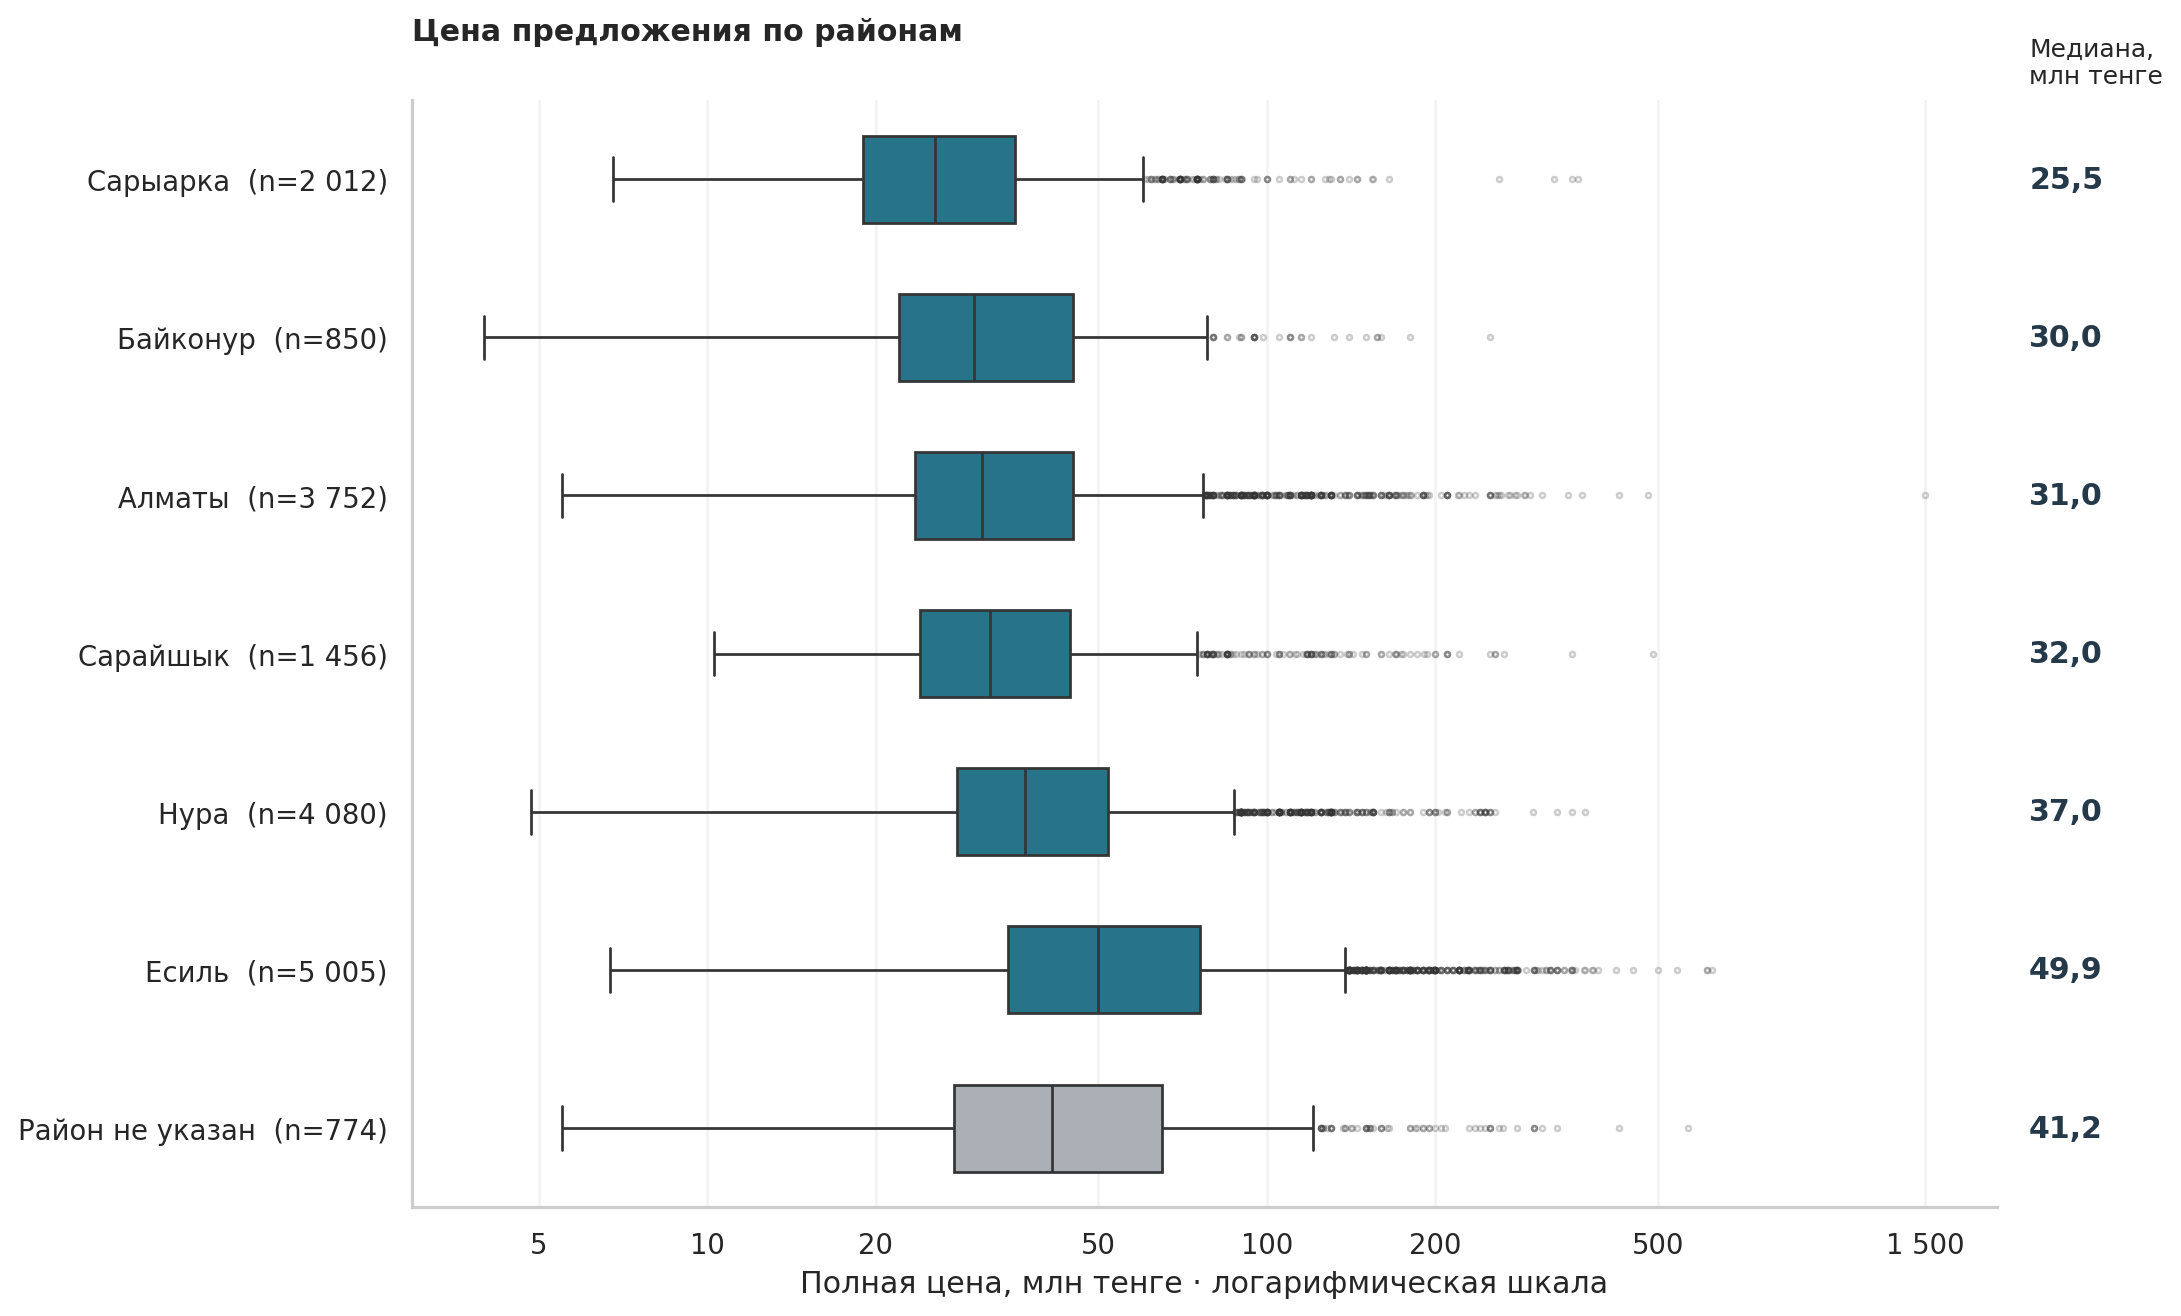 Цена предложения по районам
Медиана,
млн тенге
Сарыарка (n=2 012)
25,5
Байконур (n=850)
30,0
Алматы (n=3 752)
31,0
Сарайшык (n=1 456)
32,0
Нура (n=4 080)
37,0
Есиль (n=5 005)
49,9
Район не указан (n=774)
41,2
5 10 20 50 100 200 500 1 500
Полная цена, млн тенге · логарифмическая шкала